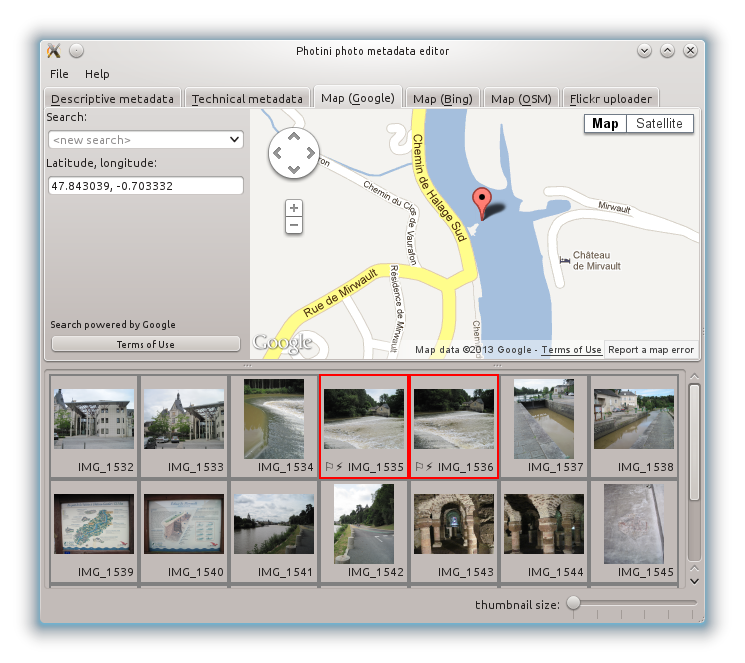 Photini photo metadata editor
File Help
Descriptive metadata Technical metadata Map (Google) Map (Bing) Map (OSM) Flickr uploader
Search:
<new search>
Latitude, longitude:
47.843039, -0.703332
Search powered by Google
Terms of Use
Map Satellite
Chemin de Halage Sud
Chemin du Clos de Vaurafon
Mirwault
Château
de Mirvault
Rue de Mirwault
Résidence de Mirwault
Chemin
Google
Map data ©2013 Google - Terms of Use Report a map error
IMG_1532 IMG_1533 IMG_1534 IMG_1535 IMG_1536 IMG_1537 IMG_1538
IMG_1539 IMG_1540 IMG_1541 IMG_1542 IMG_1543 IMG_1544 IMG_1545
thumbnail size: